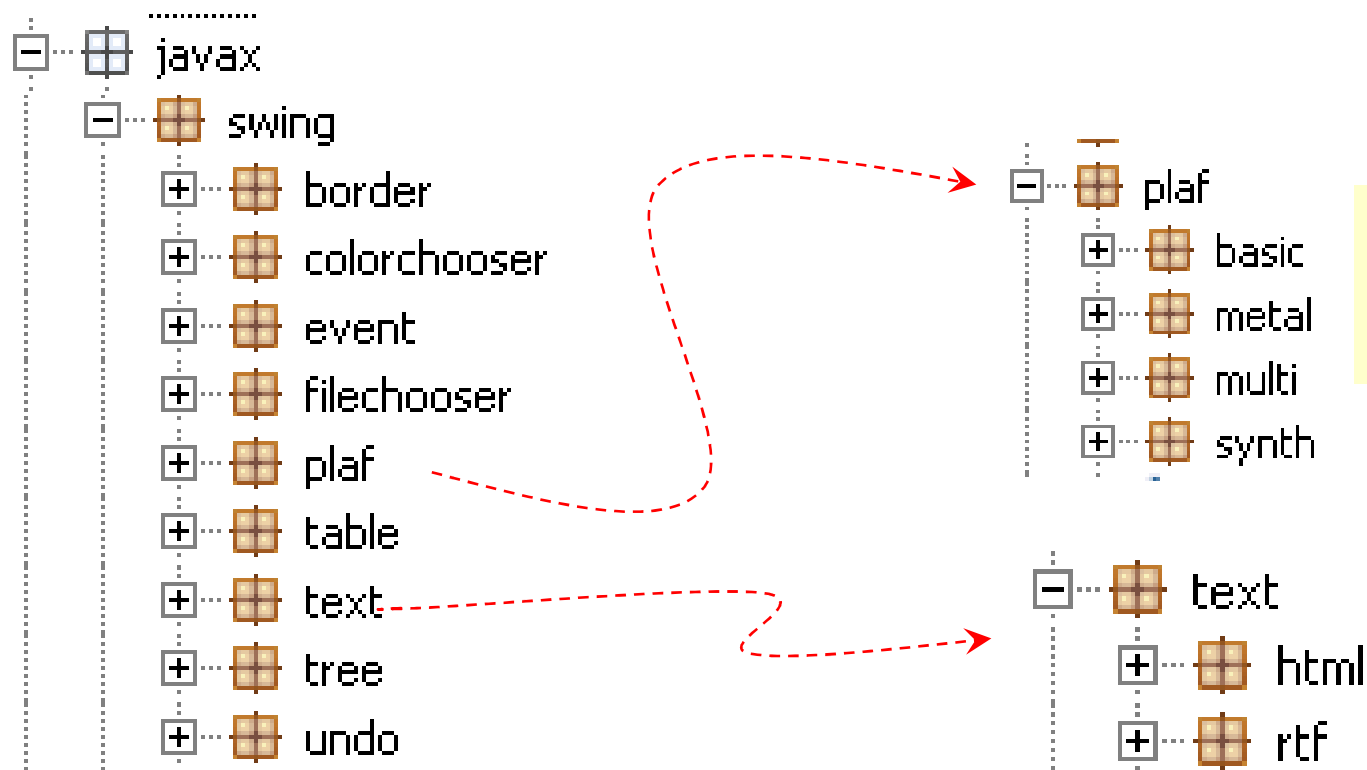 javax
swing
border
colorchooser
event
filechooser
plaf
table
text
tree
undo
plaf
basic
metal
multi
synth
text
html
rtf